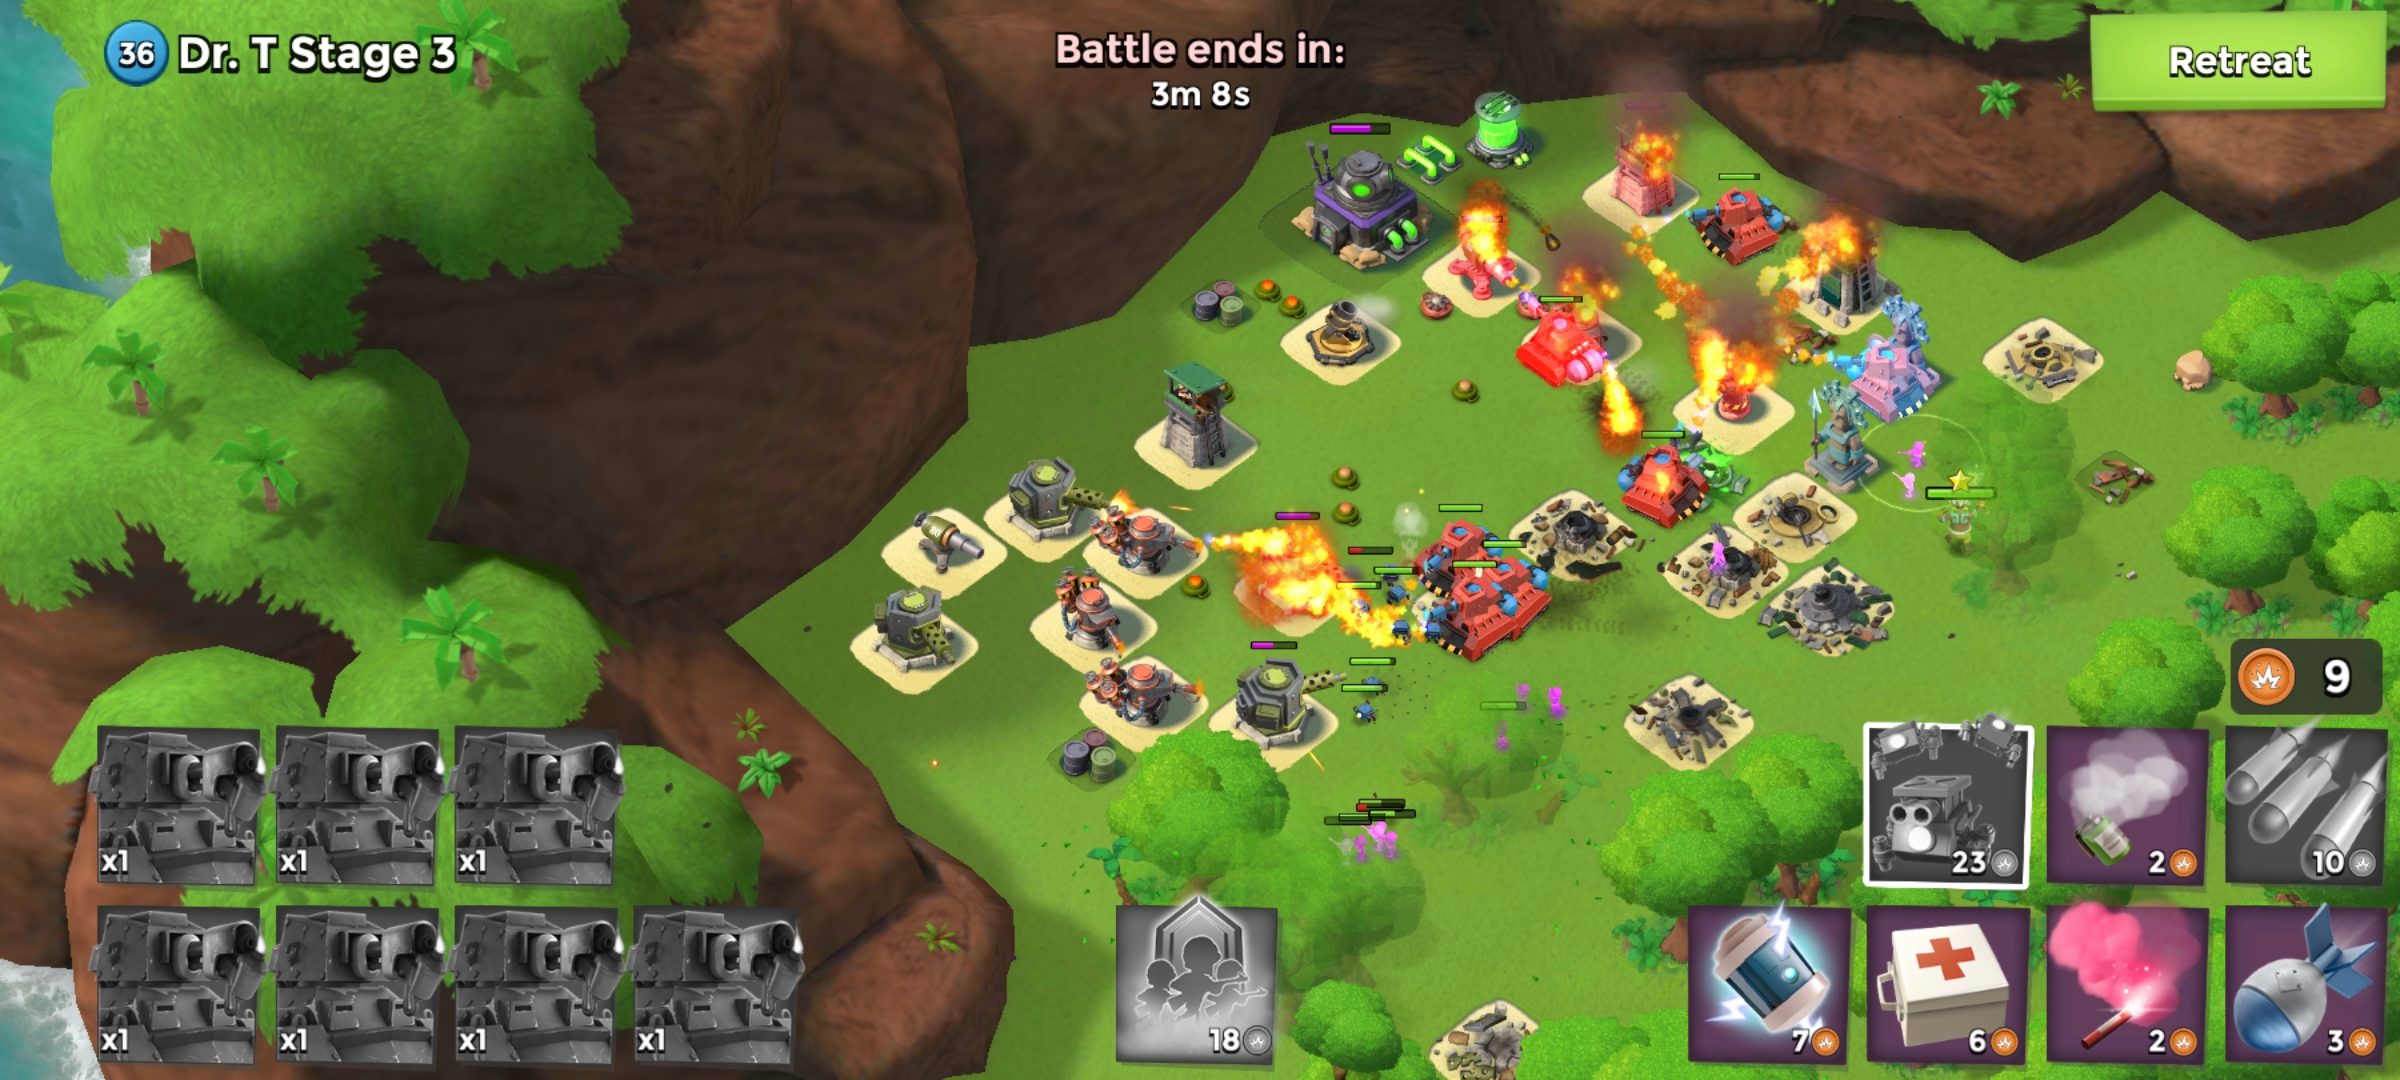 36 Dr. T Stage 3
Battle ends in:
3m 8s
Retreat
9
x1 x1 x1
23 2 10
x1 x1 x1 x1
18 7 6 2 3